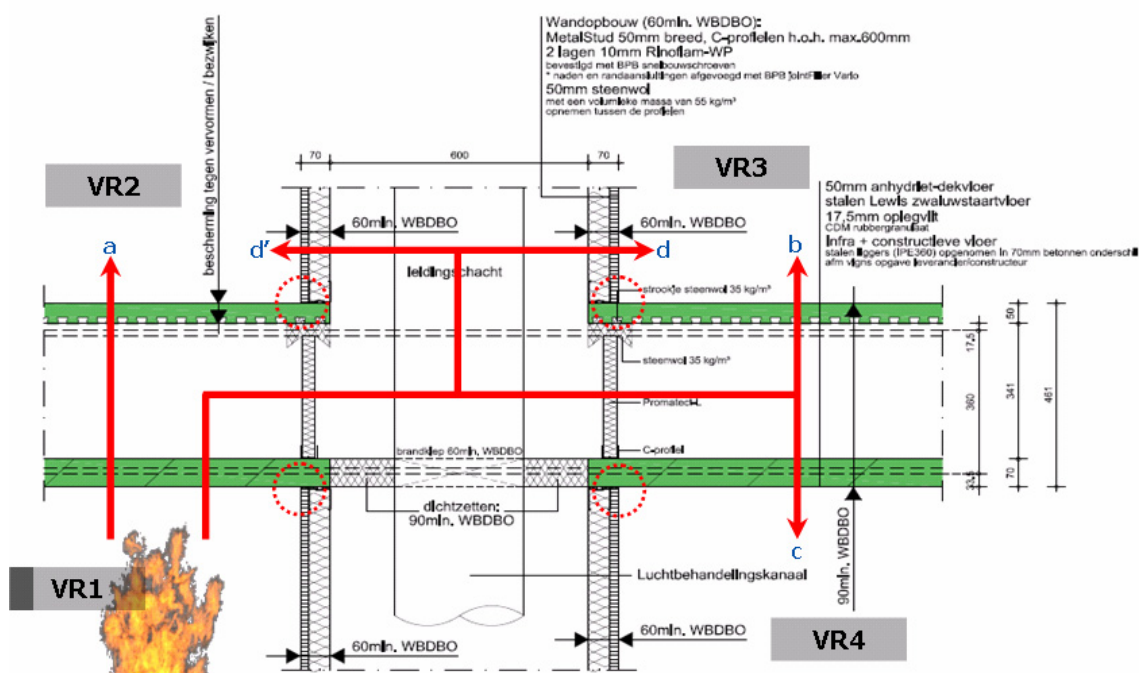 Wandopbouw (60min. WBDBO):
MetalStud 50mm breed, C-profielen h.o.h. max.600mm
2 lagen 10mm Rinoflam-WP
bevestigd met BPB snelbouwschroeven
* naden en randaansluitingen afgevoegd met BPB JointFiller Vario
50mm steenwol
met een volumieke massa van 55 kg/m³
opnemen tussen de profielen
bescherming tegen vervormen / bezwijken
70
600
70
VR2
VR3
50mm anhydriet-dekvloer
stalen Lewis zwaluwstaartvloer
17,5mm oplegvilt
CDM rubbergranulaat
Infra + constructieve vloer
stalen liggers (IPE360) opgenomen in 70mm betonnen onderschil
afm vlgns opgave leverancier/constructeur
60min. WBDBO
60min. WBDBO
a
d'
d
b
leidingschacht
strookje steenwol 35 kg/m³
steenwol 35 kg/m³
50
17,5
341
360
461
Promatect-L
brandklep 60min. WBDBO
C-profiel
70
33,5
dichtzetten:
90min. WBDBO
c
90min. WBDBO
VR1
Luchtbehandelingskanaal
60min. WBDBO
60min. WBDBO
VR4